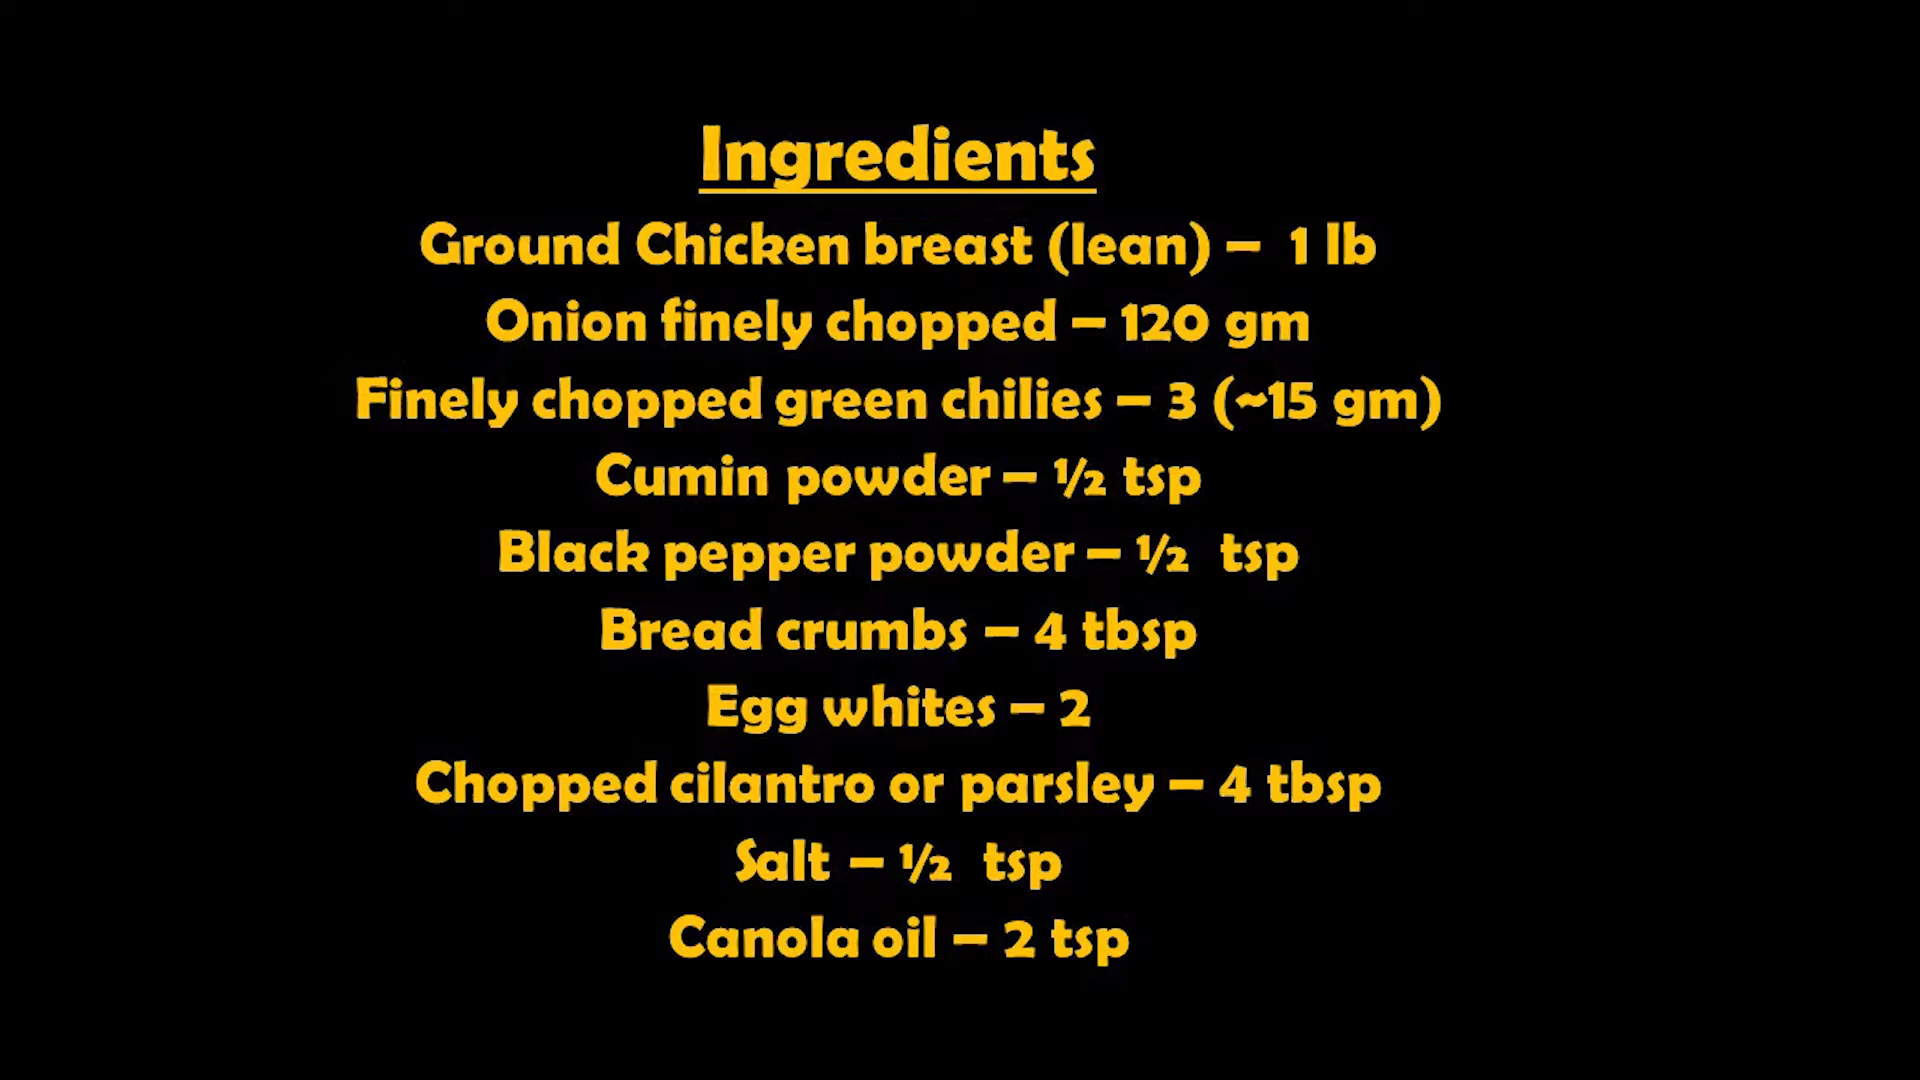 Ingredients
Ground Chicken breast (lean) – 1 lb
Onion finely chopped – 120 gm
Finely chopped green chilies – 3 (~15 gm)
Cumin powder – ½ tsp
Black pepper powder – ½ tsp
Bread crumbs – 4 tbsp
Egg whites – 2
Chopped cilantro or parsley – 4 tbsp
Salt – ½ tsp
Canola oil – 2 tsp